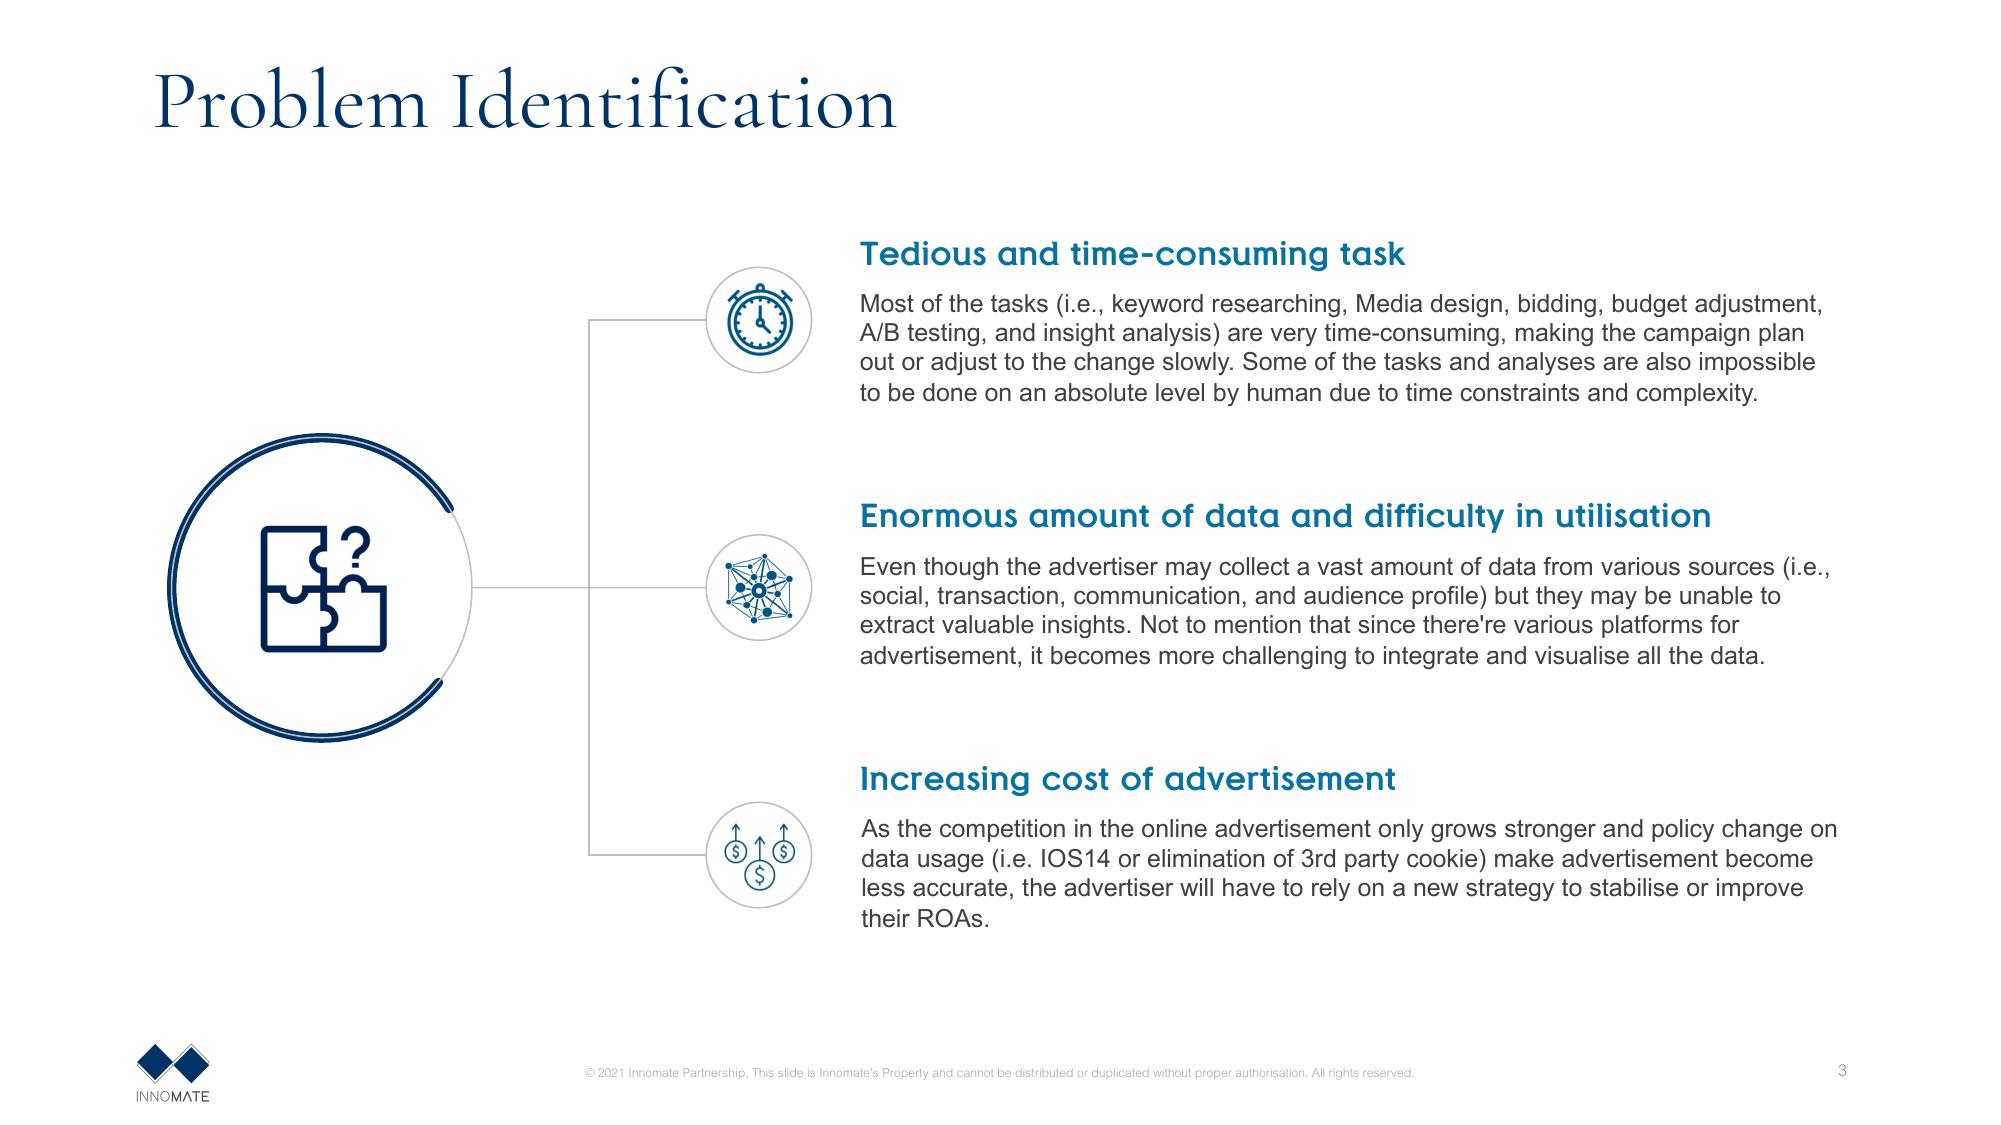 Problem Identification
Tedious and time-consuming task
Most of the tasks (i.e., keyword researching, Media design, bidding, budget adjustment,
A/B testing, and insight analysis) are very time-consuming, making the campaign plan
out or adjust to the change slowly. Some of the tasks and analyses are also impossible
to be done on an absolute level by human due to time constraints and complexity.
?
Enormous amount of data and difficulty in utilisation
Even though the advertiser may collect a vast amount of data from various sources (i.e.,
social, transaction, communication, and audience profile) but they may be unable to
extract valuable insights. Not to mention that since there're various platforms for
advertisement, it becomes more challenging to integrate and visualise all the data.
Increasing cost of advertisement
As the competition in the online advertisement only grows stronger and policy change on
data usage (i.e. IOS14 or elimination of 3rd party cookie) make advertisement become
less accurate, the advertiser will have to rely on a new strategy to stabilise or improve
their ROAs.
$ $ $
INNOMATE
© 2021 Innomate Partnership, This slide is Innomate's Property and cannot be distributed or duplicated without proper authorisation. All rights reserved.
3